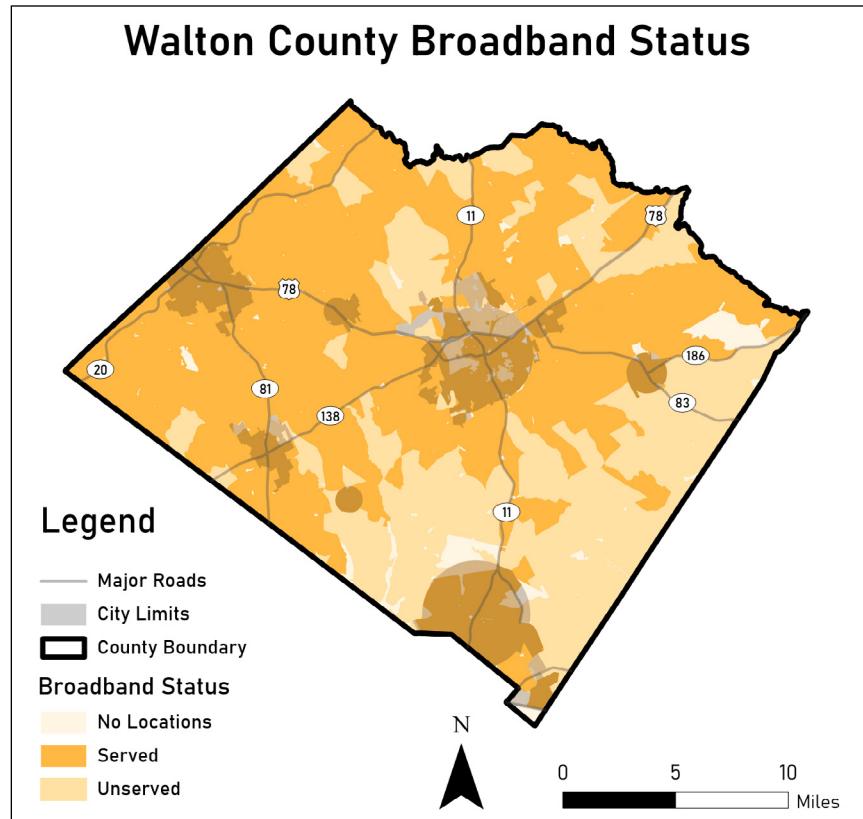 Walton County Broadband Status
11
78
78
20
81
138
186
83
11
Legend
Major Roads
City Limits
County Boundary
Broadband Status
No Locations
Served
Unserved
N
0 5 10
Miles